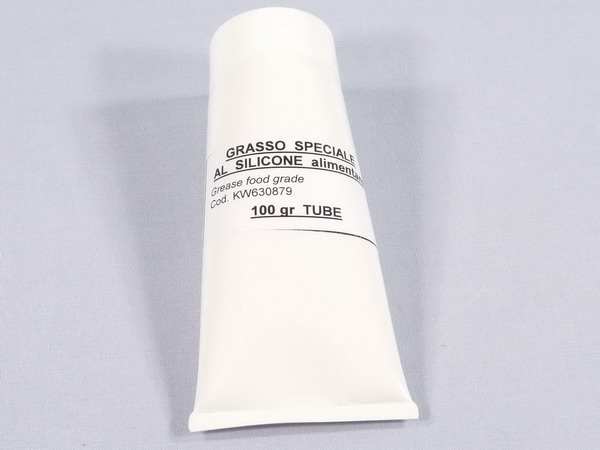 GRASSO SPECIALE
AL SILICONE
Grease food grade
Cod. KW630879
100 gr TUBE